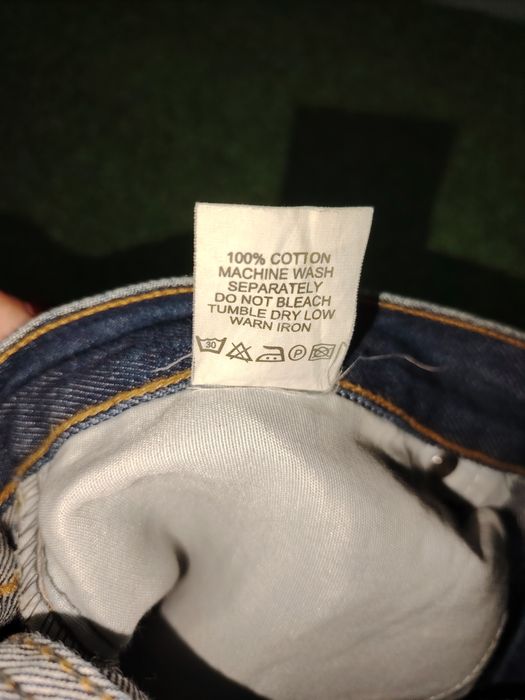 100% COTTON
MACHINE WASH
SEPARATELY
DO NOT BLEACH
TUMBLE DRY LOW
WARN IRON
30 P